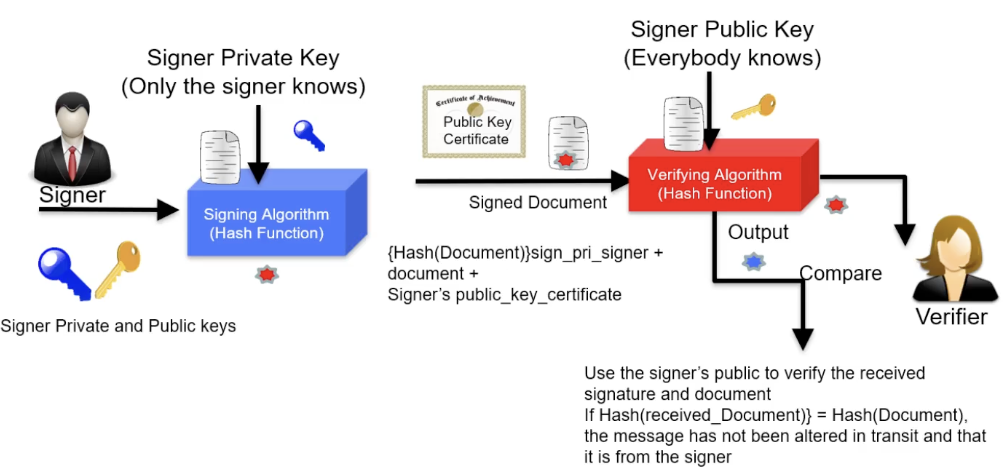 Signer Private Key
(Only the signer knows)
Signer
Signing Algorithm
(Hash Function)
Signer Private and Public keys
Certificate of Achievement
Public Key
Certificate
Signed Document
{Hash(Document)}sign_pri_signer +
document +
Signer's public_key_certificate
Signer Public Key
(Everybody knows)
Verifying Algorithm
(Hash Function)
Output
Compare
Verifier
Use the signer's public to verify the received
signature and document
If Hash(received_Document)} = Hash(Document),
the message has not been altered in transit and that
it is from the signer